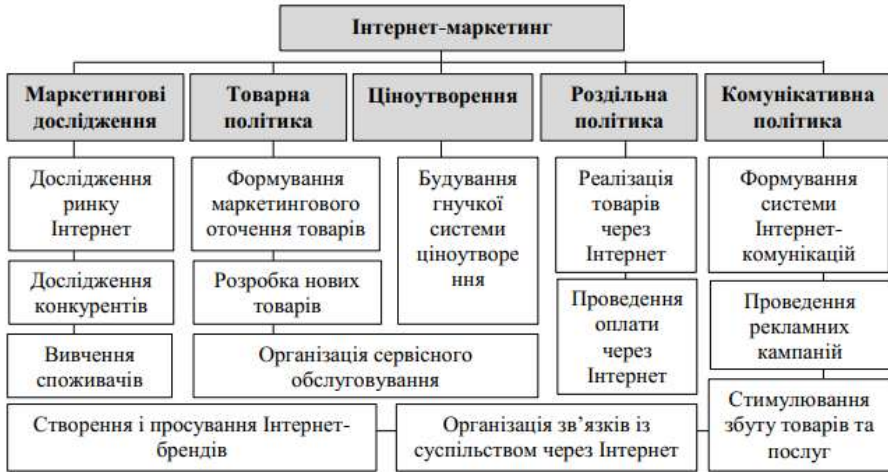 Інтернет-маркетинг
Маркетингові
дослідження
Товарна
політика
Ціноутворення
Роздільна
політика
Комунікативна
політика
Дослідження
ринку
Інтернет
Дослідження
конкурентів
Вивчення
споживачів
Формування
маркетингового
оточення товарів
Розробка нових
товарів
Будування
гнучкої
системи
ціноутворе
ння
Організація сервісного
обслуговування
Реалізація
товарів
через
Інтернет
Проведення
оплати
через
Інтернет
Формування
системи
Інтернет-
комунікацій
Проведення
рекламних
кампаній
Стимулювання
збуту товарів та
послуг
Створення і просування Інтернет-
брендів
Організація зв’язків із
суспільством через Інтернет